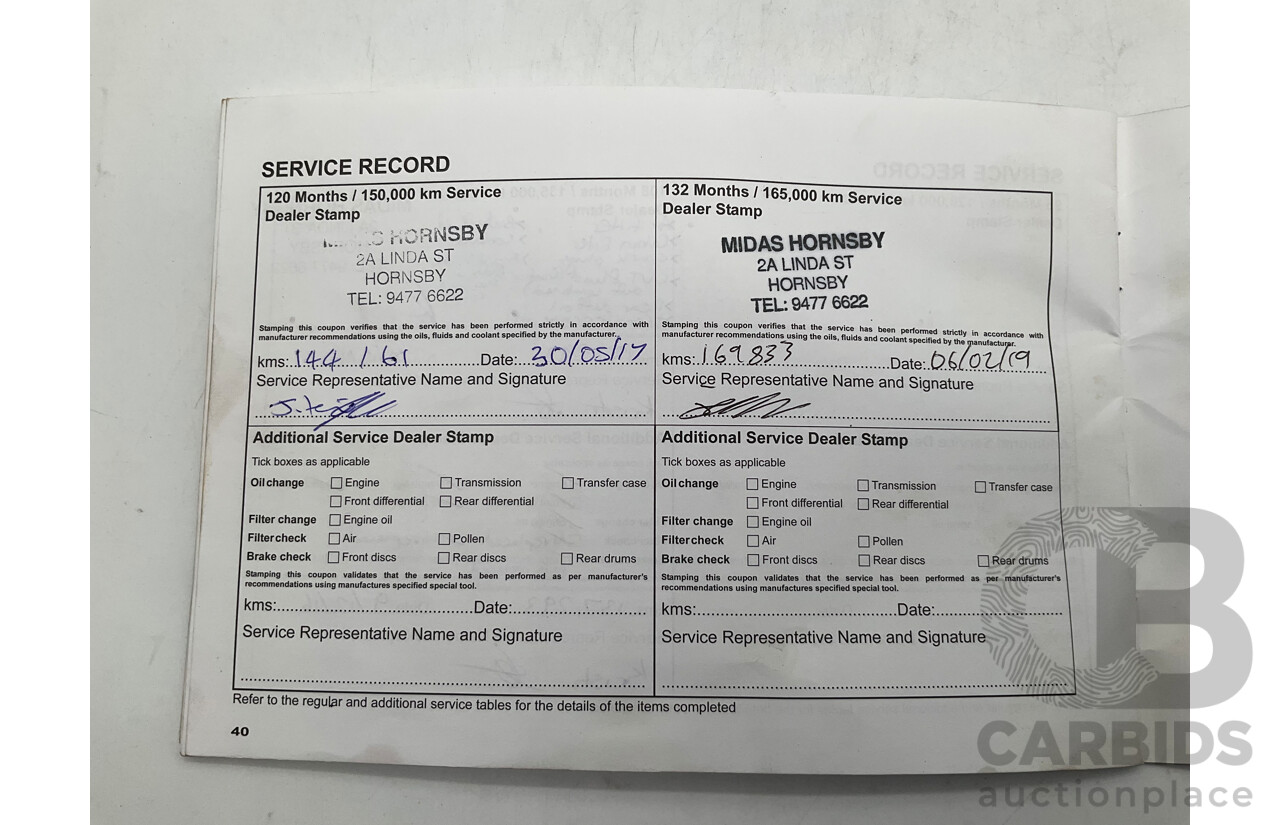 SERVICE RECORD
120 Months / 150,000 km Service
Dealer Stamp
HORNSBY
2A LINDA ST
HORNSBY
TEL: 9477 6622
Stamping this coupon verifies that the service has been performed strictly in accordance with
manufacturer recommendations using the oils, fluids and coolant specified by the manufacturer.
kms: 144 / 61 Date: 30/05/17
Service Representative Name and Signature
Additional Service Dealer Stamp
Tick boxes as applicable
Oil change Engine Transmission Transfer case
Front differential Rear differential
Filter change Engine oil
Filter check Air Pollen
Brake check Front discs Rear discs Rear drums
Stamping this coupon validates that the service has been performed as per manufacturer's
recommendations using manufactures specified special tool.
kms: Date:
Service Representative Name and Signature
132 Months / 165,000 km Service
Dealer Stamp
MIDAS HORNSBY
2A LINDA ST
HORNSBY
TEL: 9477 6622
Stamping this coupon verifies that the service has been performed strictly in accordance with
manufacturer recommendations using the oils, fluids and coolant specified by the manufacturer.
kms: 169833 Date: 06/02/19
Service Representative Name and Signature
Additional Service Dealer Stamp
Tick boxes as applicable
Oil change Engine Transmission Transfer case
Front differential Rear differential
Filter change Engine oil
Filter check Air Pollen
Brake check Front discs Rear discs Rear drums
Stamping this coupon validates that the service has been performed as per manufacturer's
recommendations using manufactures specified special tool.
kms: Date:
Service Representative Name and Signature
Refer to the regular and additional service tables for the details of the items completed
40
CARBIDS
auctionplace